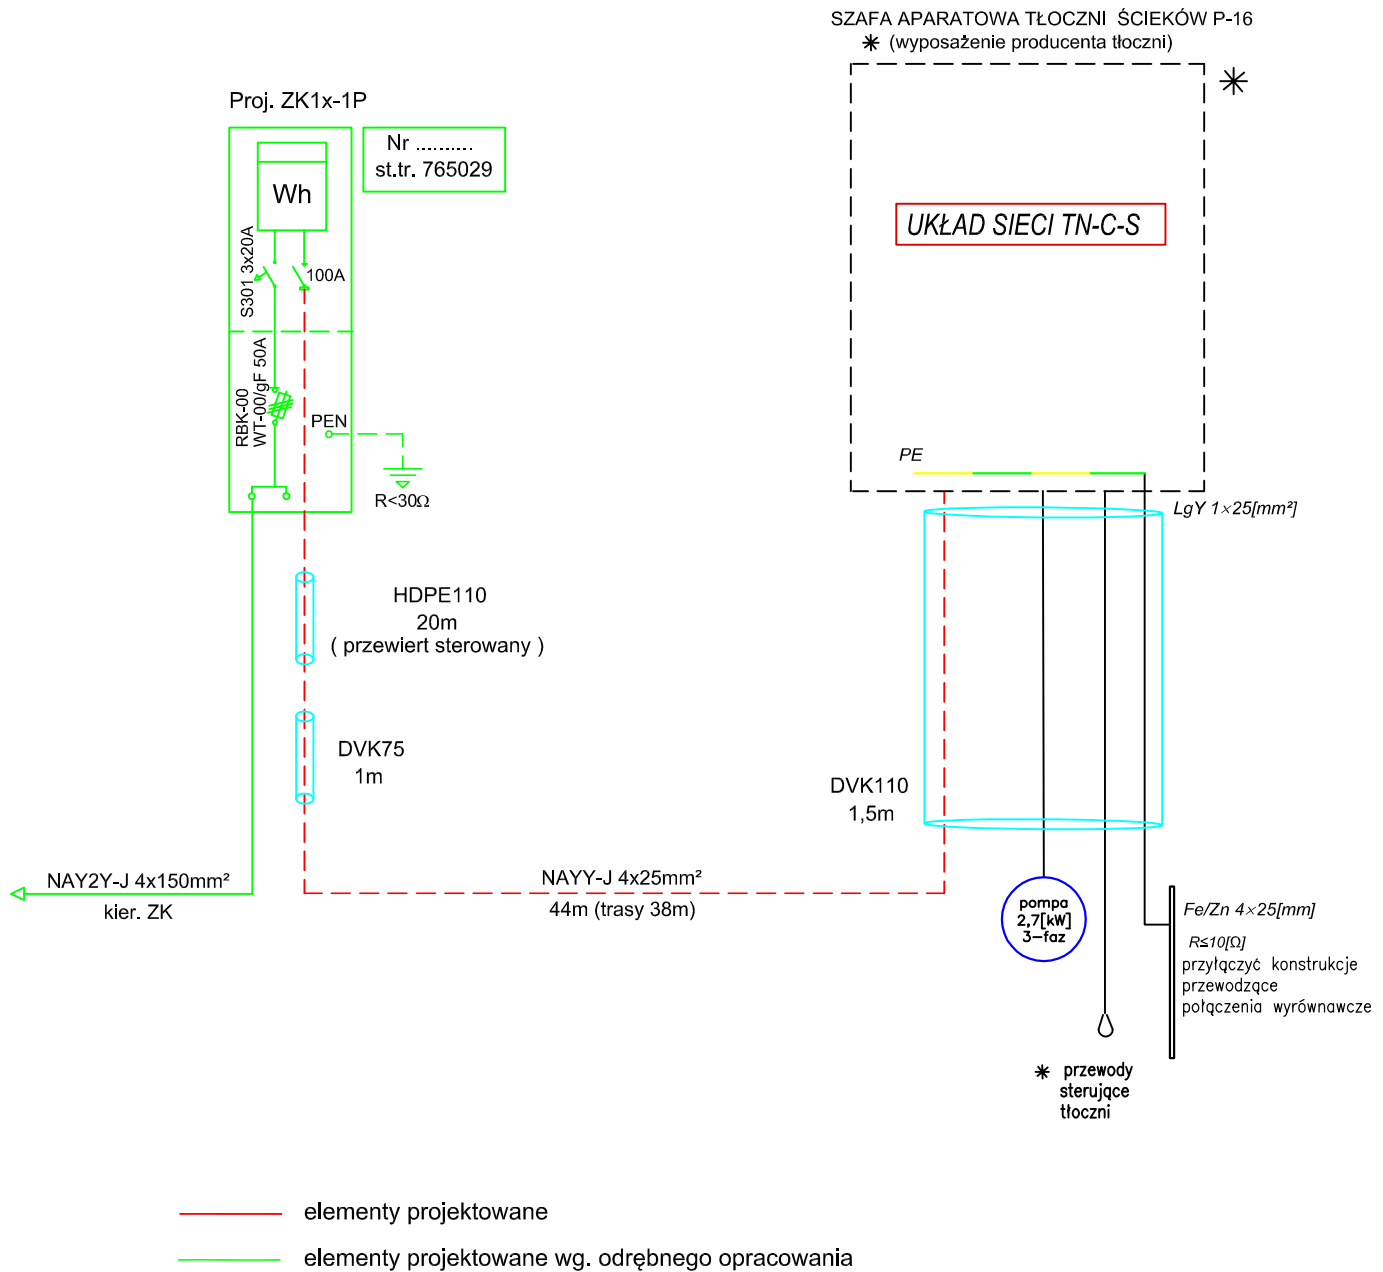 SZAFA APARATOWA TŁOCZNI ŚCIEKÓW P-16
(wyposażenie producenta tłoczni)
Proj. ZK1x-1P
Nr ..........
st.tr. 765029
Wh
S301 3x20A
100A
UKŁAD SIECI TN-C-S
RBK-00
WT-00/gF 50A
PEN
R<30Ω
PE
LgY 1×25[mm²]
HDPE110
20m
( przewiert sterowany )
DVK75
1m
DVK110
1,5m
NAY2Y-J 4x150mm²
kier. ZK
NAYY-J 4x25mm²
44m (trasy 38m)
pompa
2,7[kW]
3-faz
Fe/Zn 4×25[mm]
R≤10[Ω]
przyłączyć konstrukcje
przewodzące
połączenia wyrównawcze
przewody
sterujące
tłoczni
elementy projektowane
elementy projektowane wg. odrębnego opracowania